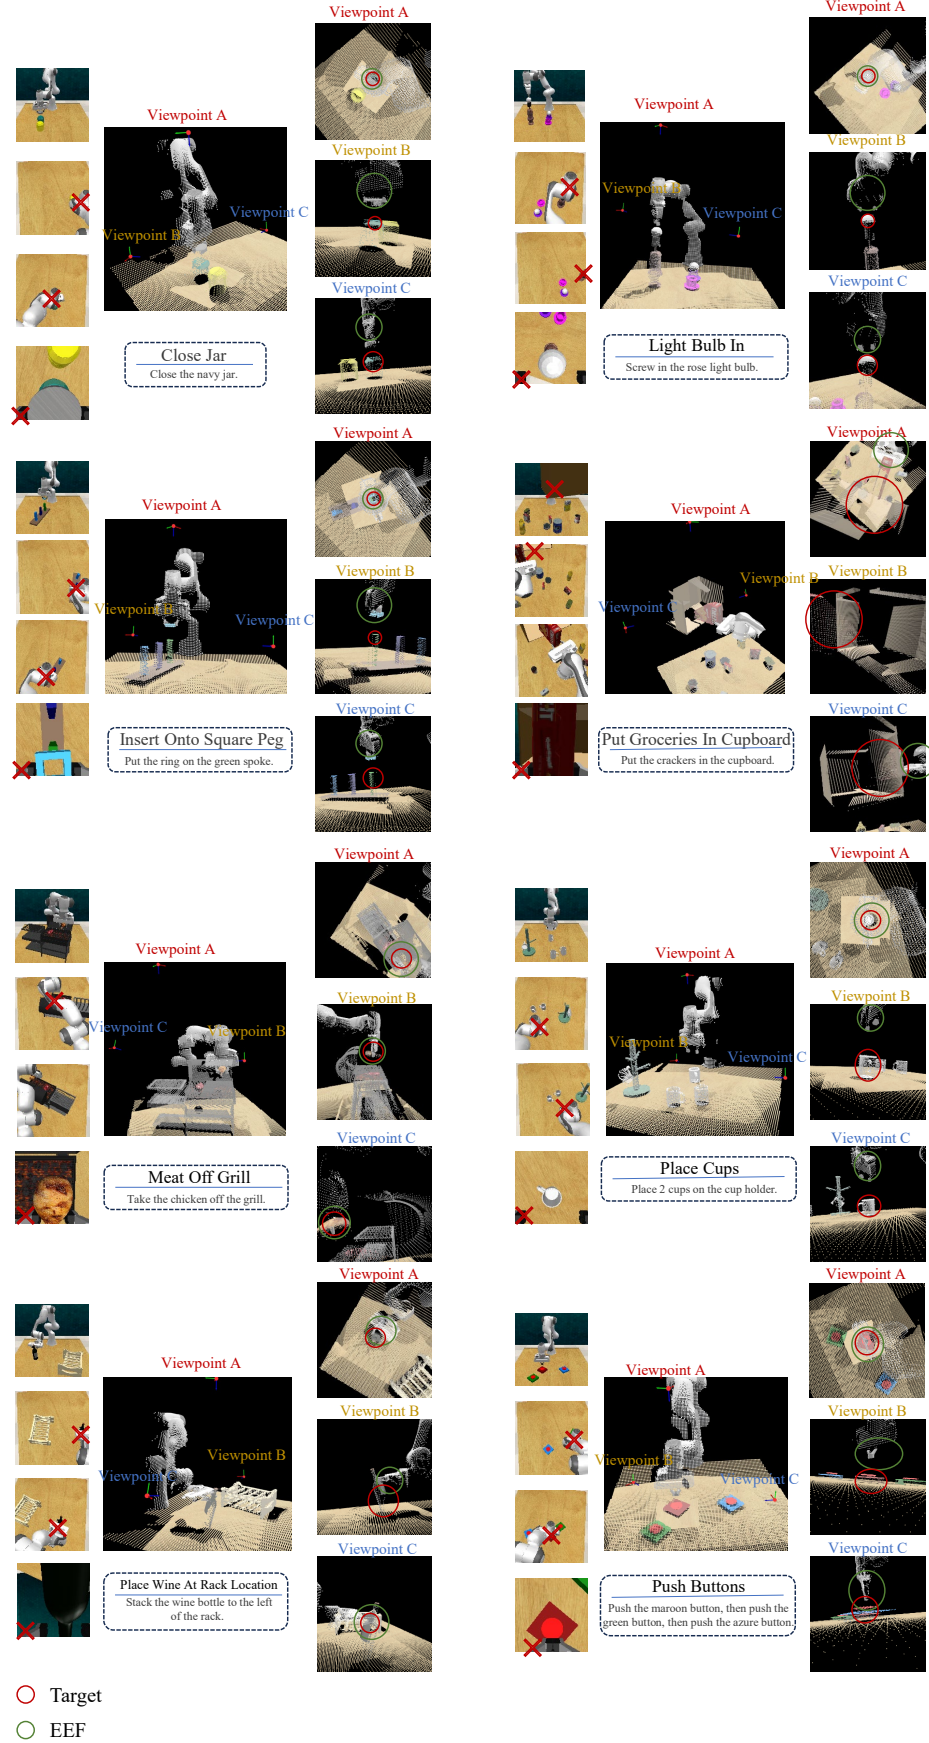 Viewpoint A
Viewpoint A
Viewpoint B
Viewpoint C
Viewpoint B
Viewpoint C
Close Jar
Close the navy jar.
Viewpoint A
Viewpoint A
Viewpoint B
Viewpoint B
Viewpoint C
Viewpoint C
Light Bulb In
Screw in the rose light bulb.
Viewpoint A
Viewpoint A
Viewpoint B
Viewpoint B
Viewpoint C
Viewpoint C
Insert Onto Square Peg
Put the ring on the green spoke.
Viewpoint A
Viewpoint A
Viewpoint B
Viewpoint B
Viewpoint C
Viewpoint C
Put Groceries In Cupboard
Put the crackers in the cupboard.
Viewpoint A
Viewpoint A
Viewpoint B
Viewpoint C
Viewpoint B
Viewpoint C
Meat Off Grill
Take the chicken off the grill.
Viewpoint A
Viewpoint A
Viewpoint B
Viewpoint B
Viewpoint C
Viewpoint C
Place Cups
Place 2 cups on the cup holder.
Viewpoint A
Viewpoint A
Viewpoint B
Viewpoint B
Viewpoint C
Viewpoint C
Place Wine At Rack Location
Stack the wine bottle to the left
of the rack.
Viewpoint A
Viewpoint A
Viewpoint B
Viewpoint B
Viewpoint C
Viewpoint C
Push Buttons
Push the maroon button, then push the
green button, then push the azure button.
Target
EEF